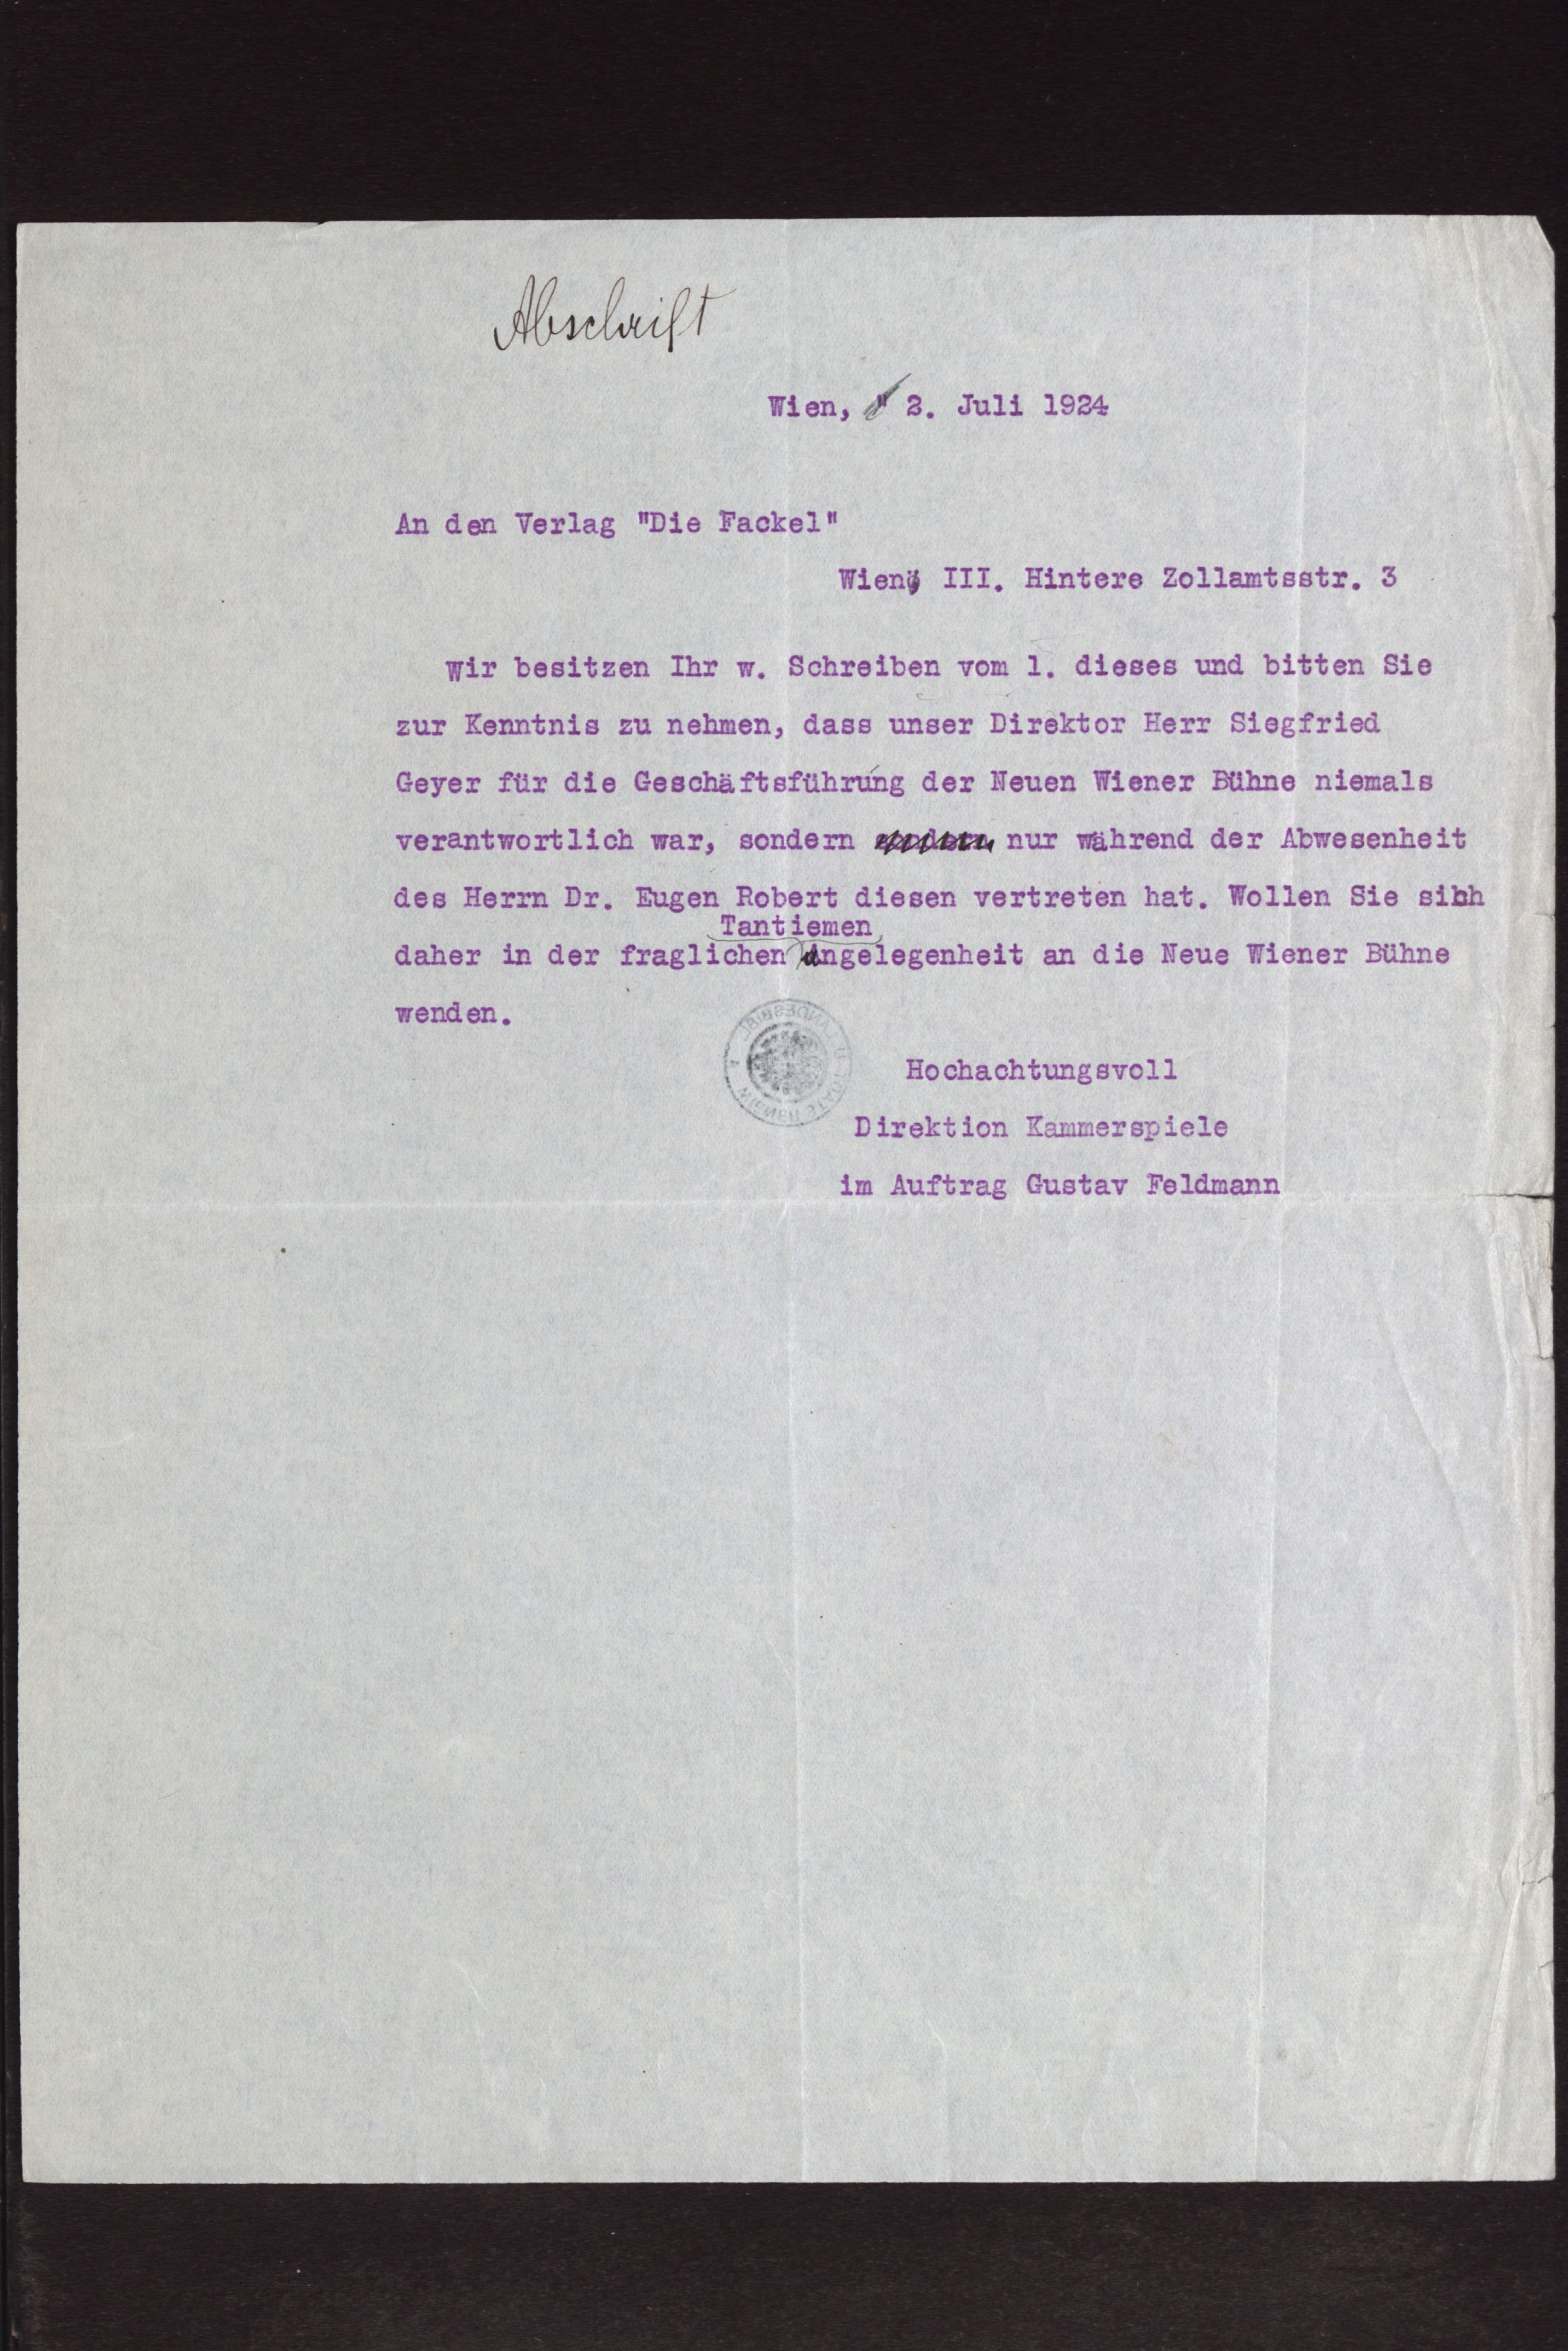 Abschrift
Wien, 2. Juli 1924
An den Verlag "Die Fackel"
Wien, III. Hintere Zollamtsstr. 3
Wir besitzen Ihr w. Schreiben vom 1. dieses und bitten Sie
zur Kenntnis zu nehmen, dass unser Direktor Herr Siegfried
Geyer für die Geschäftsführung der Neuen Wiener Bühne niemals
verantwortlich war, sondern nur während der Abwesenheit
des Herrn Dr. Eugen Robert diesen vertreten hat. Wollen Sie sich
Tantiemen
daher in der fraglichen angelegenheit an die Neue Wiener Bühne
wenden.
Hochachtungsvoll
Direktion Kammerspiele
im Auftrag Gustav Feldmann